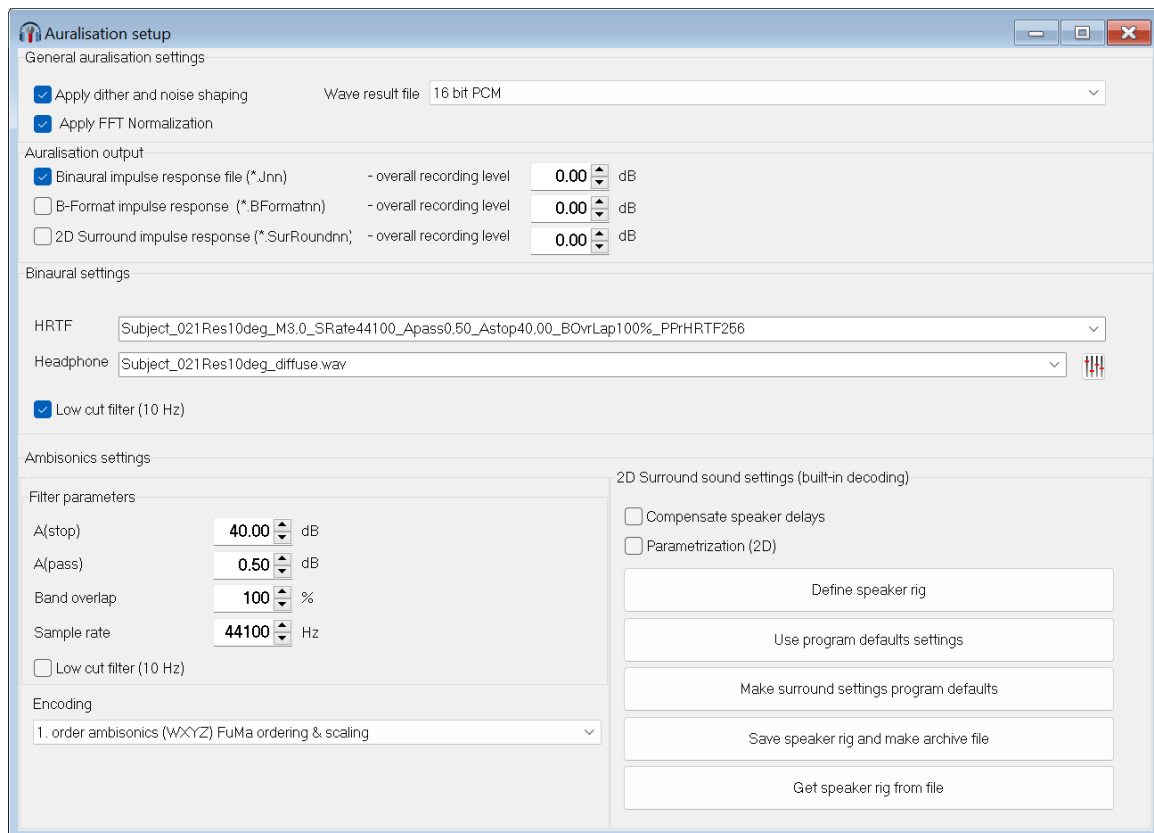 Auralisation setup
General auralisation settings
Apply dither and noise shaping Wave result file 16 bit PCM
Apply FFT Normalization
Auralisation output
Binaural impulse response file (*.Jnn) - overall recording level 0.00 dB
B-Format impulse response (*.BFormatnn) - overall recording level 0.00 dB
2D Surround impulse response (*.SurRoundnn) - overall recording level 0.00 dB
Binaural settings
HRTF Subject_021Res10deg_M3,0_SRate44100_Apass0,50_Astop40,00_BOvrLap100%_PPrHRTF256
Headphone Subject_021Res10deg_diffuse.wav
Low cut filter (10 Hz)
Ambisonics settings
Filter parameters
A(stop) 40.00 dB
A(pass) 0.50 dB
Band overlap 100 %
Sample rate 44100 Hz
Low cut filter (10 Hz)
Encoding
1. order ambisonics (WXYZ) FuMa ordering & scaling
2D Surround sound settings (built-in decoding)
Compensate speaker delays
Parametrization (2D)
Define speaker rig
Use program defaults settings
Make surround settings program defaults
Save speaker rig and make archive file
Get speaker rig from file